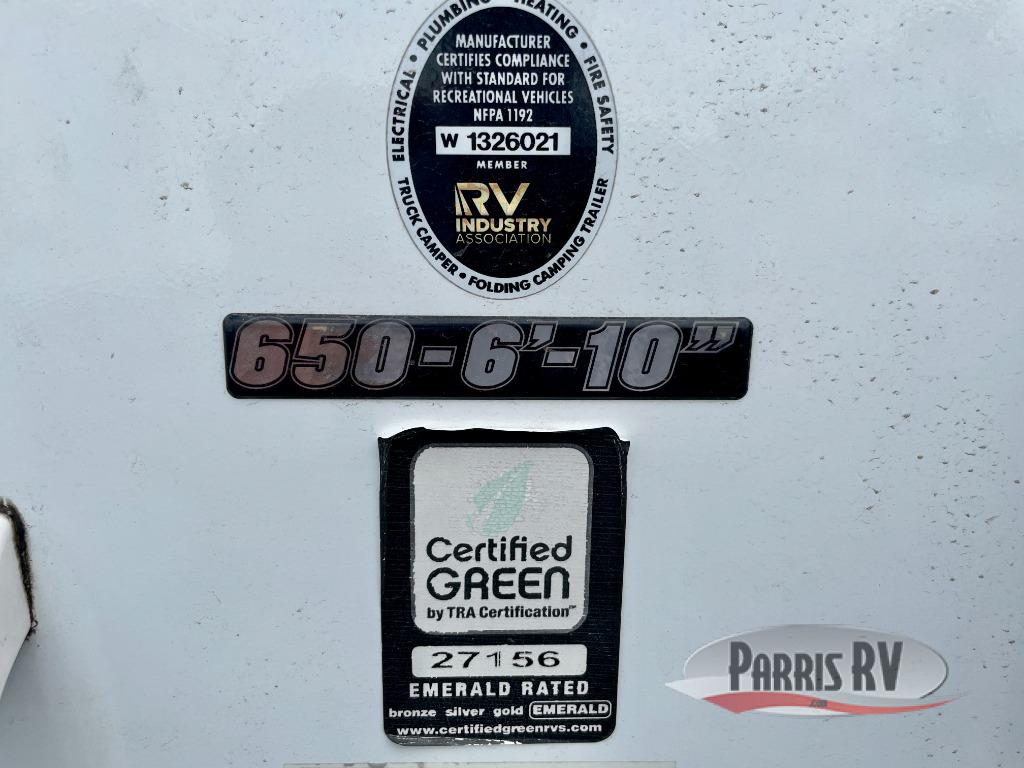 ELECTRICAL • PLUMBING • HEATING • FIRE SAFETY
MANUFACTURER
CERTIFIES COMPLIANCE
WITH STANDARD FOR
RECREATIONAL VEHICLES
NFPA 1192
W 1326021
MEMBER
RV
INDUSTRY
ASSOCIATION
TRUCK CAMPER • FOLDING CAMPING TRAILER
650-6'-10"
Certified
GREEN
by TRA Certification™
27156
EMERALD RATED
bronze silver gold EMERALD
www.certifiedgreenrvs.com
PARRIS RV
.com